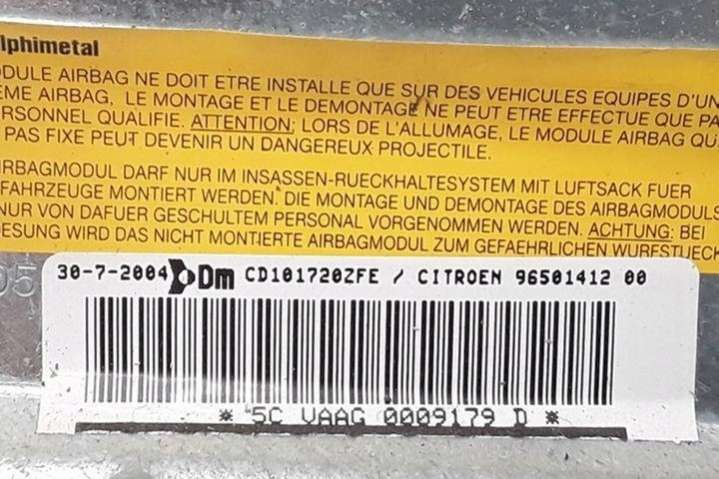 lphimetal
ODULE AIRBAG NE DOIT ETRE INSTALLE QUE SUR DES VEHICULES EQUIPES D'UN
EME AIRBAG, LE MONTAGE ET LE DEMONTAGE NE PEUT ETRE EFFECTUE QUE PA
RSONNEL QUALIFIE. ATTENTION; LORS DE L'ALLUMAGE, LE MODULE AIRBAG QU
PAS FIXE PEUT DEVENIR UN DANGEREUX PROJECTILE.
IRBAGMODUL DARF NUR IM INSASSEN-RUECKHALTESYSTEM MIT LUFTSACK FUER
FAHRZEUGE MONTIERT WERDEN. DIE MONTAGE UND DEMONTAGE DES AIRBAGMODULS
NUR VON DAFUER GESCHULTEM PERSONAL VORGENOMMEN WERDEN. ACHTUNG: BEI
DESUNG WIRD DAS NICHT MONTIERTE AIRBAGMODUL ZUM GEFAEHRLICHEN WURFSTUECK
30-7-2004 Dm CD101720ZFE / CITROEN 96501412 00
* 5C VAAG 0009179 D *